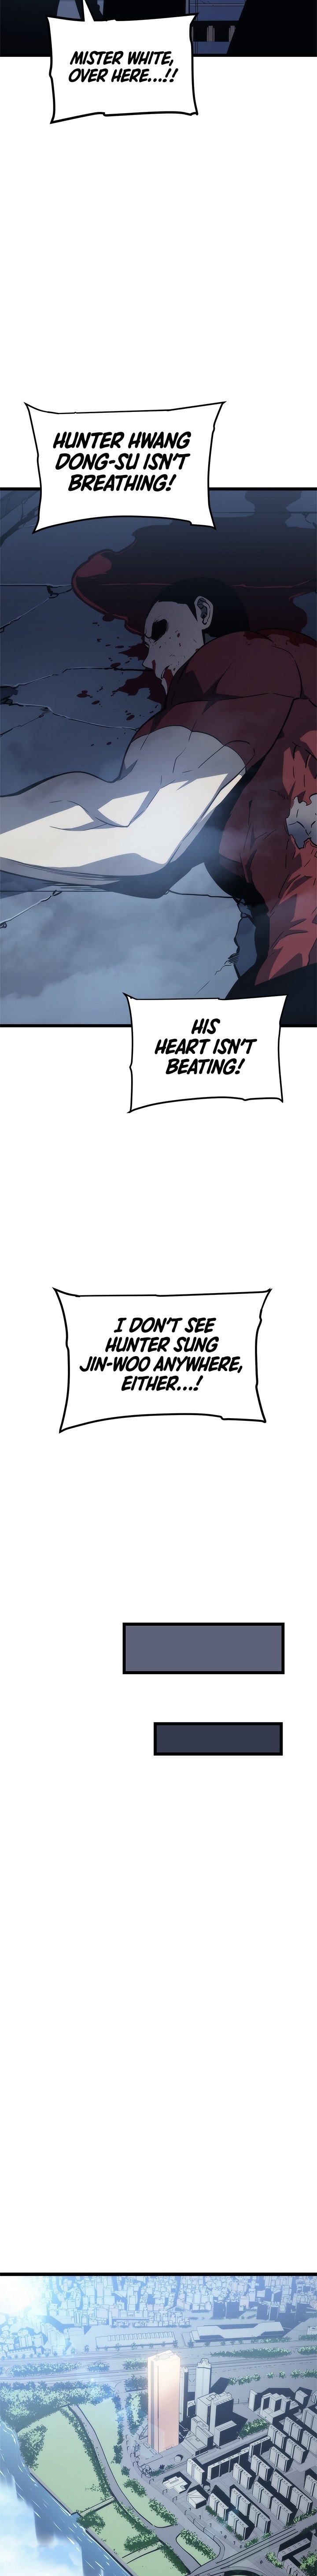 MISTER WHITE,
OVER HERE...!!
HUNTER HWANG
DONG-SU ISN'T
BREATHING!
HIS
HEART ISN'T
BEATING!
I DON'T SEE
HUNTER SUNG
JIN-WOO ANYWHERE,
EITHER...!